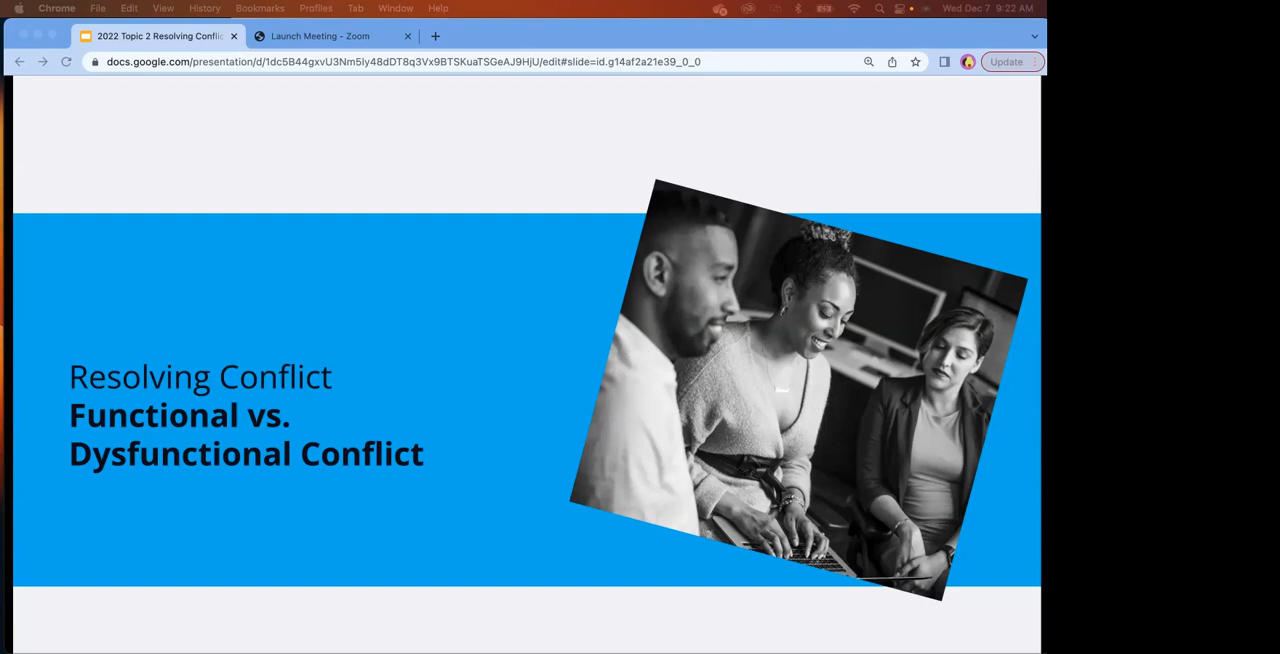 Chrome File Edit View History Bookmarks Profiles Tab Window Help Wed Dec 7 9:22 AM
2022 Topic 2 Resolving Conflic Launch Meeting - Zoom
docs.google.com/presentation/d/1dc5B44gxvU3Nm5ly48dDT8q3Vx9BTSKuaTSGeAJ9HjU/edit#slide=id.g14af2a21e39_0_0 Update
Resolving Conflict
Functional vs.
Dysfunctional Conflict